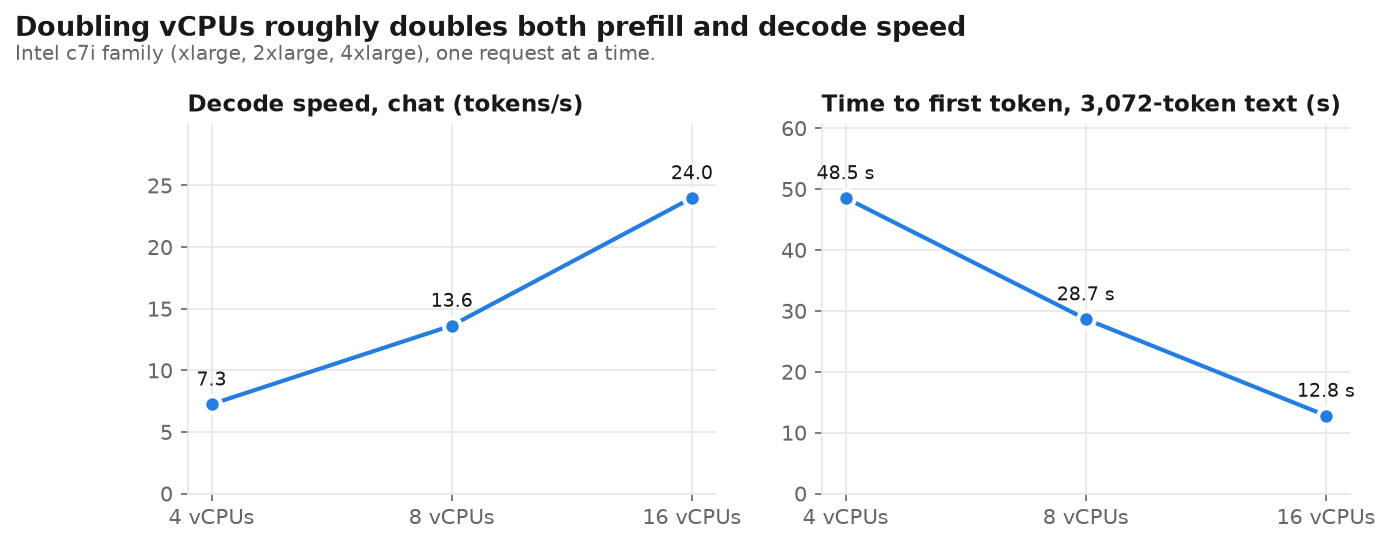 Doubling vCPUs roughly doubles both prefill and decode speed
Intel c7i family (xlarge, 2xlarge, 4xlarge), one request at a time.
Decode speed, chat (tokens/s)
25
20
15
10
5
0
7.3
13.6
24.0
4 vCPUs
8 vCPUs
16 vCPUs
Time to first token, 3,072-token text (s)
60
50
40
30
20
10
0
48.5 s
28.7 s
12.8 s
4 vCPUs
8 vCPUs
16 vCPUs